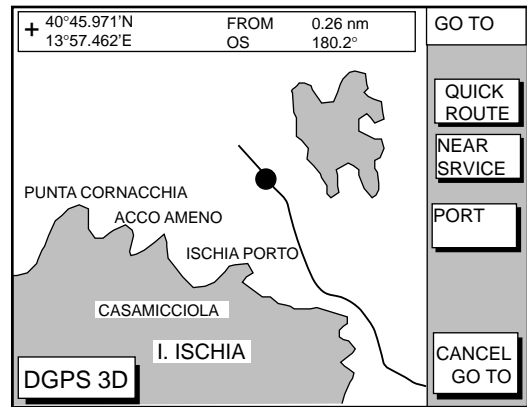 + 40°45.971'N FROM 0.26 nm
13°57.462'E OS 180.2°
GO TO
QUICK
ROUTE
NEAR
SRVICE
PORT
PUNTA CORNACCHIA
ACCO AMENO
ISCHIA PORTO
CASAMICCIOLA
I. ISCHIA
DGPS 3D
CANCEL
GO TO